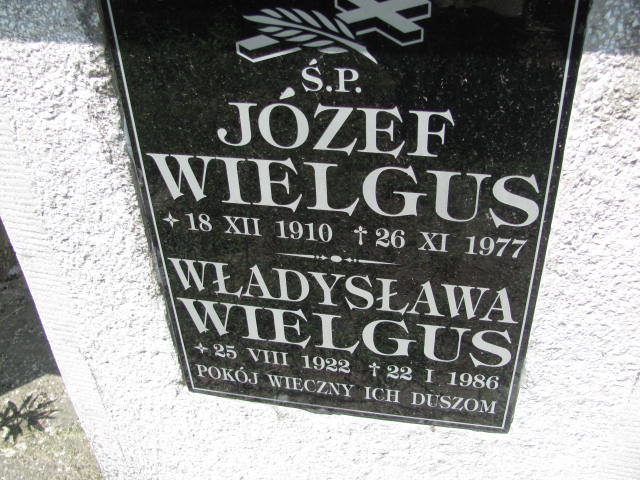 Ś.P.
JÓZEF
WIELGUS
✦ 18 XII 1910 † 26 XI 1977
WŁADYSŁAWA
WIELGUS
✦ 25 VIII 1922 † 22 I 1986
POKÓJ WIECZNY ICH DUSZOM